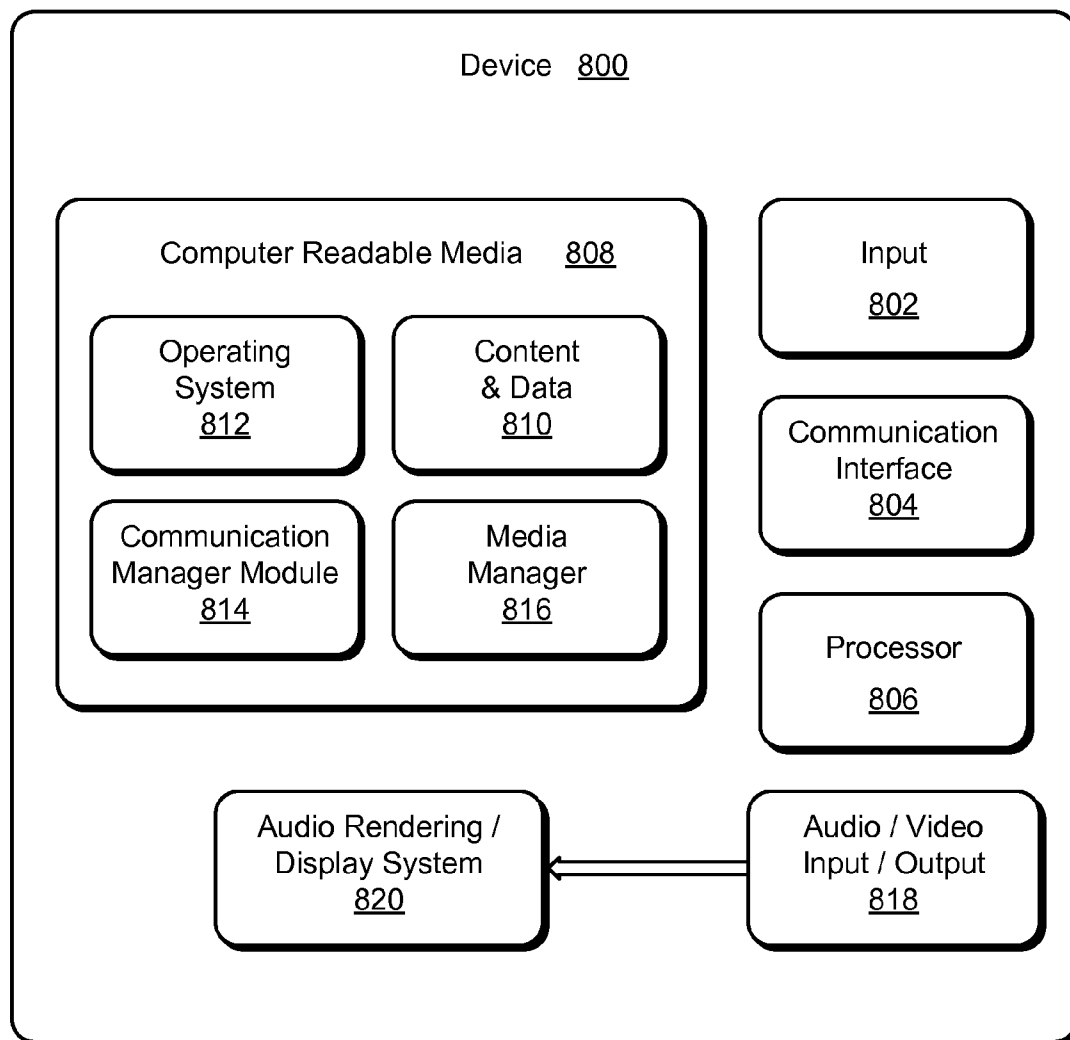 Device 800
Computer Readable Media 808
Operating
System
812
Content
& Data
810
Communication
Manager Module
814
Media
Manager
816
Input
802
Communication
Interface
804
Processor
806
Audio Rendering /
Display System
820
Audio / Video
Input / Output
818